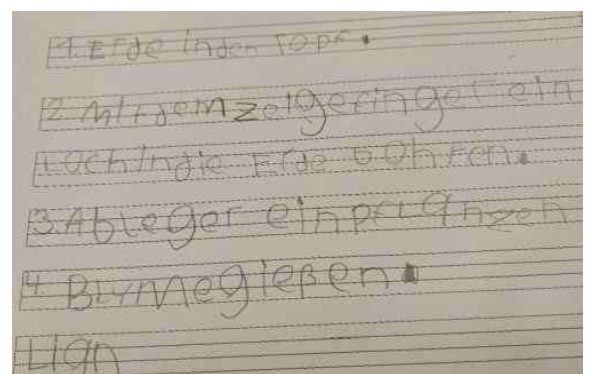 1. Erde inden Topf.
2. Mitdemzeigefinger ein
Lochindie Erde bohren.
3. Ableger einpflanzen
4. Blumegießen.
Lian